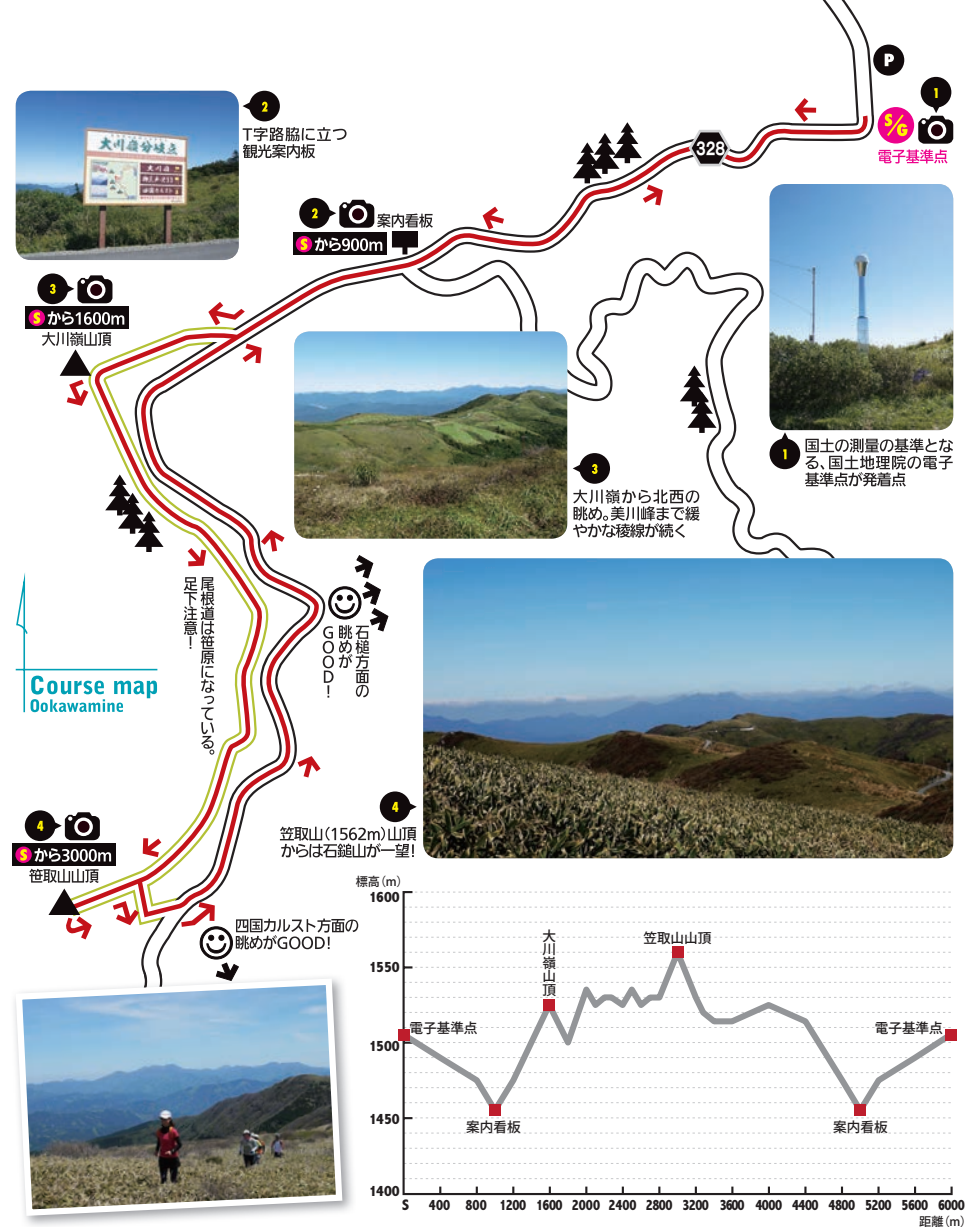 P
1
S/G
電子基準点
2
T字路脇に立つ
観光案内板
大川嶺分岐点
328
2
案内看板
Sから900m
3
Sから1600m
大川嶺山頂
1
国土の測量の基準とな
る、国土地理院の電子
基準点が発着点
3
大川嶺から北西の
眺め。美川峰まで緩
やかな稜線が続く
尾根道は笹原になっている。
足下注意!
石槌方面の
眺めが
GOOD!
Course map
Ookawamine
4
Sから3000m
笹取山山頂
4
笠取山(1562m)山頂
からは石鎚山が一望!
四国カルスト方面の
眺めがGOOD!
標高(m)
1600
1550
1500
1450
1400
電子基準点
案内看板
大川嶺山頂
笠取山山頂
案内看板
電子基準点
S 400 800 1200 1600 2000 2400 2800 3200 3600 4000 4400 4800 5200 5600 6000
距離(m)